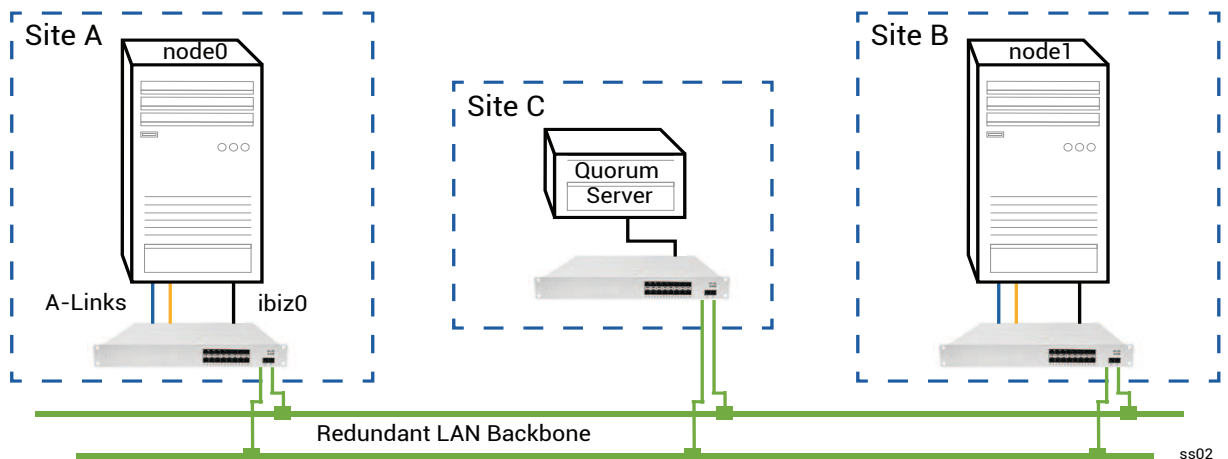 Site A
node0
Site B
node1
Site C
Quorum
Server
A-Links
ibiz0
Redundant LAN Backbone
ss02